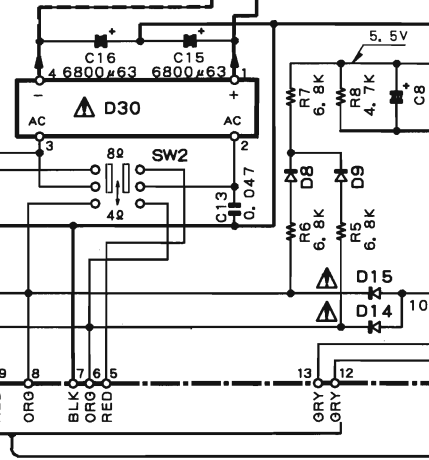 5. 5V
C16
C15
4 6800μ63
6800μ63 1
−
+
D30
AC
AC
3
2
R7
6. 8K
R8
4. 7K
C8
8Ω
SW2
4Ω
C13
0. 047
D8
D9
R6
6. 8K
R5
6. 8K
D15
D14
10
9
8
7
6
5
13
12
ORG
BLK
ORG
RED
GRY
GRY